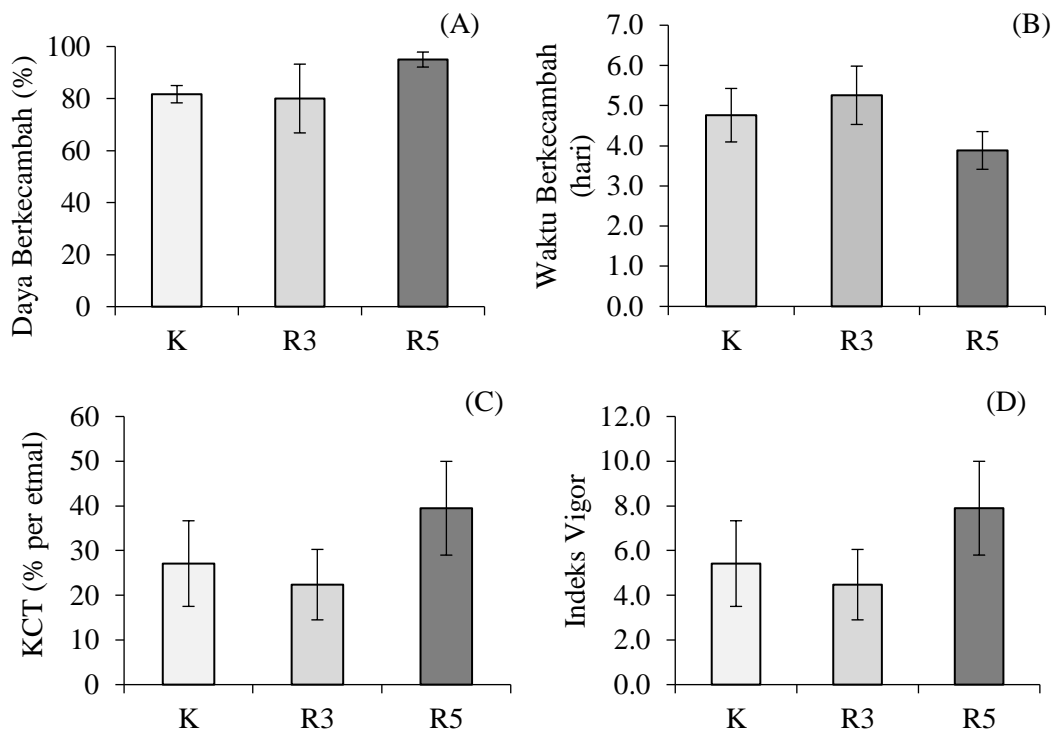 (A)
Daya Berkecambah (%)
100
80
60
40
20
0
K R3 R5
(B)
Waktu Berkecambah
(hari)
7.0
6.0
5.0
4.0
3.0
2.0
1.0
0.0
K R3 R5
(C)
KCT (% per etmal)
60
50
40
30
20
10
0
K R3 R5
(D)
Indeks Vigor
12.0
10.0
8.0
6.0
4.0
2.0
0.0
K R3 R5